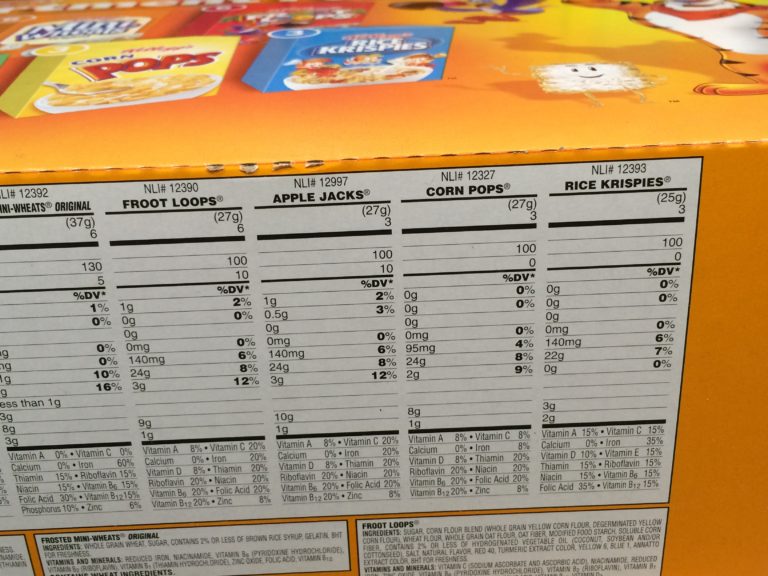 CORN
POPS
3
RICE
KRISPIES
NLI# 12392 NLI# 12390 NLI# 12997 NLI# 12327 NLI# 12393
INI-WHEATS® ORIGINAL FROOT LOOPS® APPLE JACKS® CORN POPS® RICE KRISPIES®
(37g) (27g) (27g) (27g) (25g)
6 6 3 3 3
130 100 100 100 100
5 10 10 0 0
%DV* %DV* %DV* %DV* %DV*
1% 1g 2% 1g 2% 0g 0% 0g 0%
0% 0g 0% 0.5g 3% 0g 0% 0g 0%
0g 0g 0g 0g
0% 0mg 0% 0mg 0% 0mg 0% 0mg 0%
0% 140mg 6% 140mg 6% 95mg 4% 140mg 6%
10% 24g 8% 24g 8% 24g 8% 22g 7%
16% 3g 12% 3g 12% 2g 9% 0g 0%
ess than 1g
3g
8g 9g 10g 8g 3g
3g 1g 1g 1g 2g
Vitamin A 0% • Vitamin C 0% Vitamin A 8% • Vitamin C 20% Vitamin A 8% • Vitamin C 20% Vitamin A 8% • Vitamin C 8% Vitamin A 15% • Vitamin C 15%
Calcium 0% • Iron 60% Calcium 0% • Iron 20% Calcium 0% • Iron 20% Calcium 0% • Iron 8% Calcium 0% • Iron 35%
Thiamin 15% • Riboflavin 15% Vitamin D 8% • Thiamin 20% Vitamin D 8% • Thiamin 20% Vitamin D 8% • Thiamin 20% Vitamin D 10% • Vitamin E 15%
Niacin 15% • Vitamin B6 15% Riboflavin 20% • Niacin 20% Riboflavin 20% • Niacin 20% Riboflavin 20% • Niacin 20% Thiamin 15% • Riboflavin 15%
Folic Acid 30% • Vitamin B12 15% Vitamin B6 20% • Folic Acid 20% Vitamin B6 20% • Folic Acid 20% Vitamin B6 20% • Folic Acid 20% Niacin 15% • Vitamin B6 15%
Phosphorus 10% • Zinc 6% Vitamin B12 20% • Zinc 8% Vitamin B12 20% • Zinc 8% Vitamin B12 20% • Zinc 8% Folic Acid 35% • Vitamin B12 15%
FROSTED MINI-WHEATS® ORIGINAL
INGREDIENTS: WHOLE GRAIN WHEAT, SUGAR, CONTAINS 2% OR LESS OF BROWN RICE SYRUP, GELATIN, BHT
FOR FRESHNESS.
VITAMINS AND MINERALS: REDUCED IRON, NIACINAMIDE, VITAMIN B6 (PYRIDOXINE HYDROCHLORIDE),
VITAMIN B2 (RIBOFLAVIN), VITAMIN B1 (THIAMIN HYDROCHLORIDE), ZINC OXIDE, FOLIC ACID, VITAMIN B12.
CONTAINS WHEAT INGREDIENTS.
FROOT LOOPS®
INGREDIENTS: SUGAR, CORN FLOUR BLEND (WHOLE GRAIN YELLOW CORN FLOUR, DEGERMINATED YELLOW
CORN FLOUR), WHEAT FLOUR, WHOLE GRAIN OAT FLOUR, OAT FIBER, MODIFIED FOOD STARCH, SOLUBLE CORN
FIBER, CONTAINS 2% OR LESS OF HYDROGENATED VEGETABLE OIL (COCONUT, SOYBEAN AND/OR
COTTONSEED), SALT, NATURAL FLAVOR, RED 40, TURMERIC EXTRACT COLOR, YELLOW 6, BLUE 1, ANNATTO
EXTRACT COLOR, BHT FOR FRESHNESS.
VITAMINS AND MINERALS: VITAMIN C (SODIUM ASCORBATE AND ASCORBIC ACID), NIACINAMIDE, REDUCED